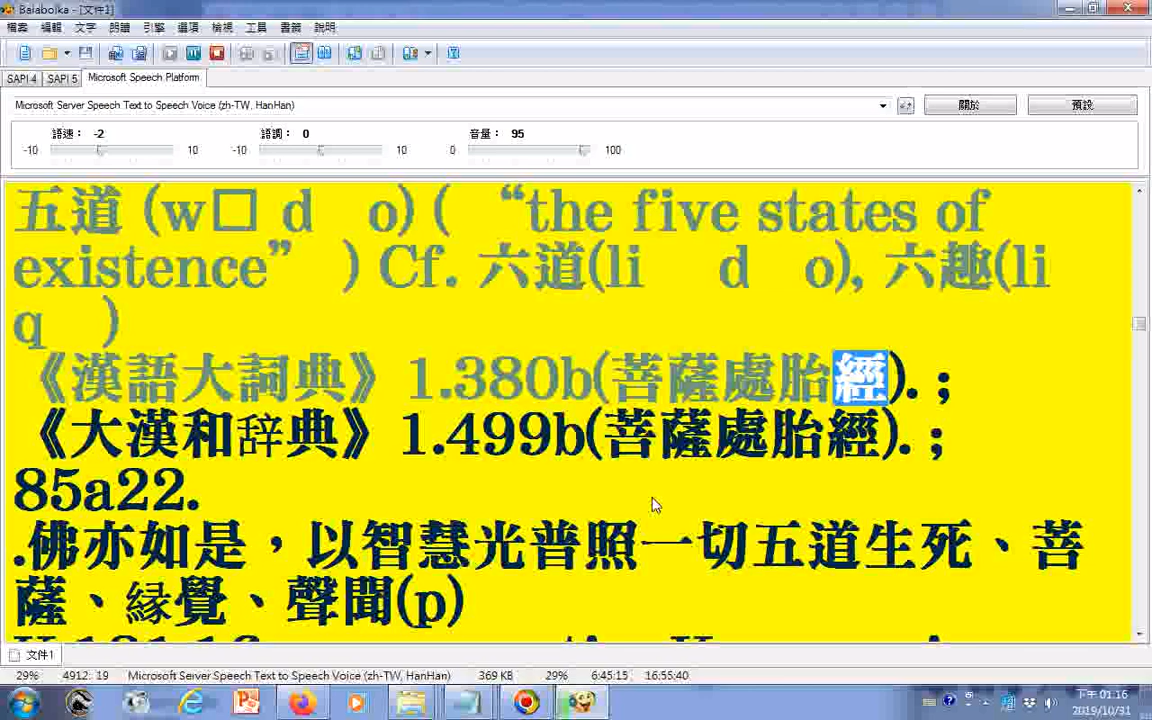 Balabolka - [文件1]
檔案 編輯 文字 朗讀 引擎 選項 檢視 工具 書籤 說明
SAPI 4 SAPI 5 Microsoft Speech Platform
Microsoft Server Speech Text to Speech Voice (zh-TW, HanHan) 關於 預設
語速： -2 語調： 0 音量： 95
-10 10 -10 10 0 100
五道 (w□ d o) ( “the five states of
existence” ) Cf. 六道(li d o), 六趣(li
q )
《漢語大詞典》 1.380b(菩薩處胎經). ;
《大漢和辞典》 1.499b(菩薩處胎經). ;
85a22.
.佛亦如是，以智慧光普照一切五道生死、菩
薩、縁覺、聲聞(p)
文件1
29% 4912: 19 Microsoft Server Speech Text to Speech Voice (zh-TW, HanHan) 369 KB 29% 6:45:15 16:55:40
下午 01:16
2019/10/31